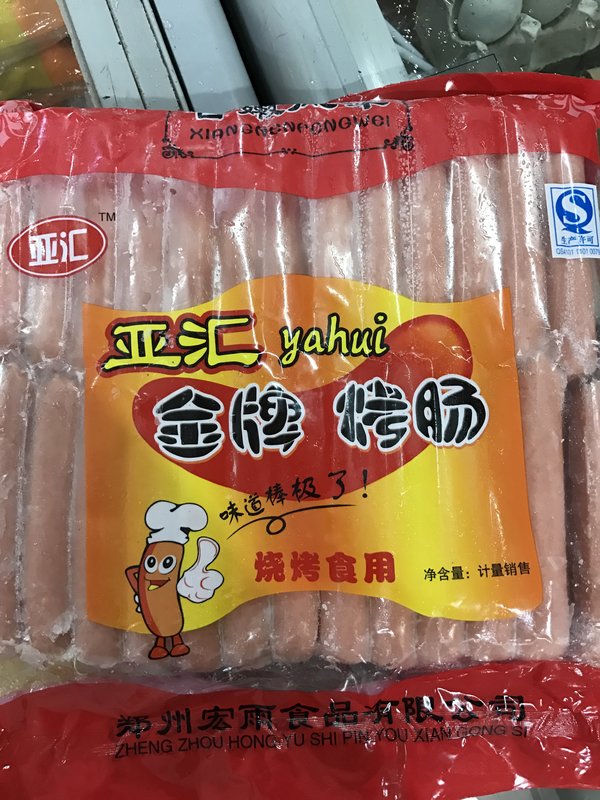 XIANGNONGNGWEI
亚汇
TM
生产许可
亚汇 yahui
金牌 烤肠
味道棒极了!
烧烤食用
净含量: 计量销售
郑州宏雨食品有限公司
ZHENG ZHOU HONG YU SHI PIN YOU XIAN GONG SI